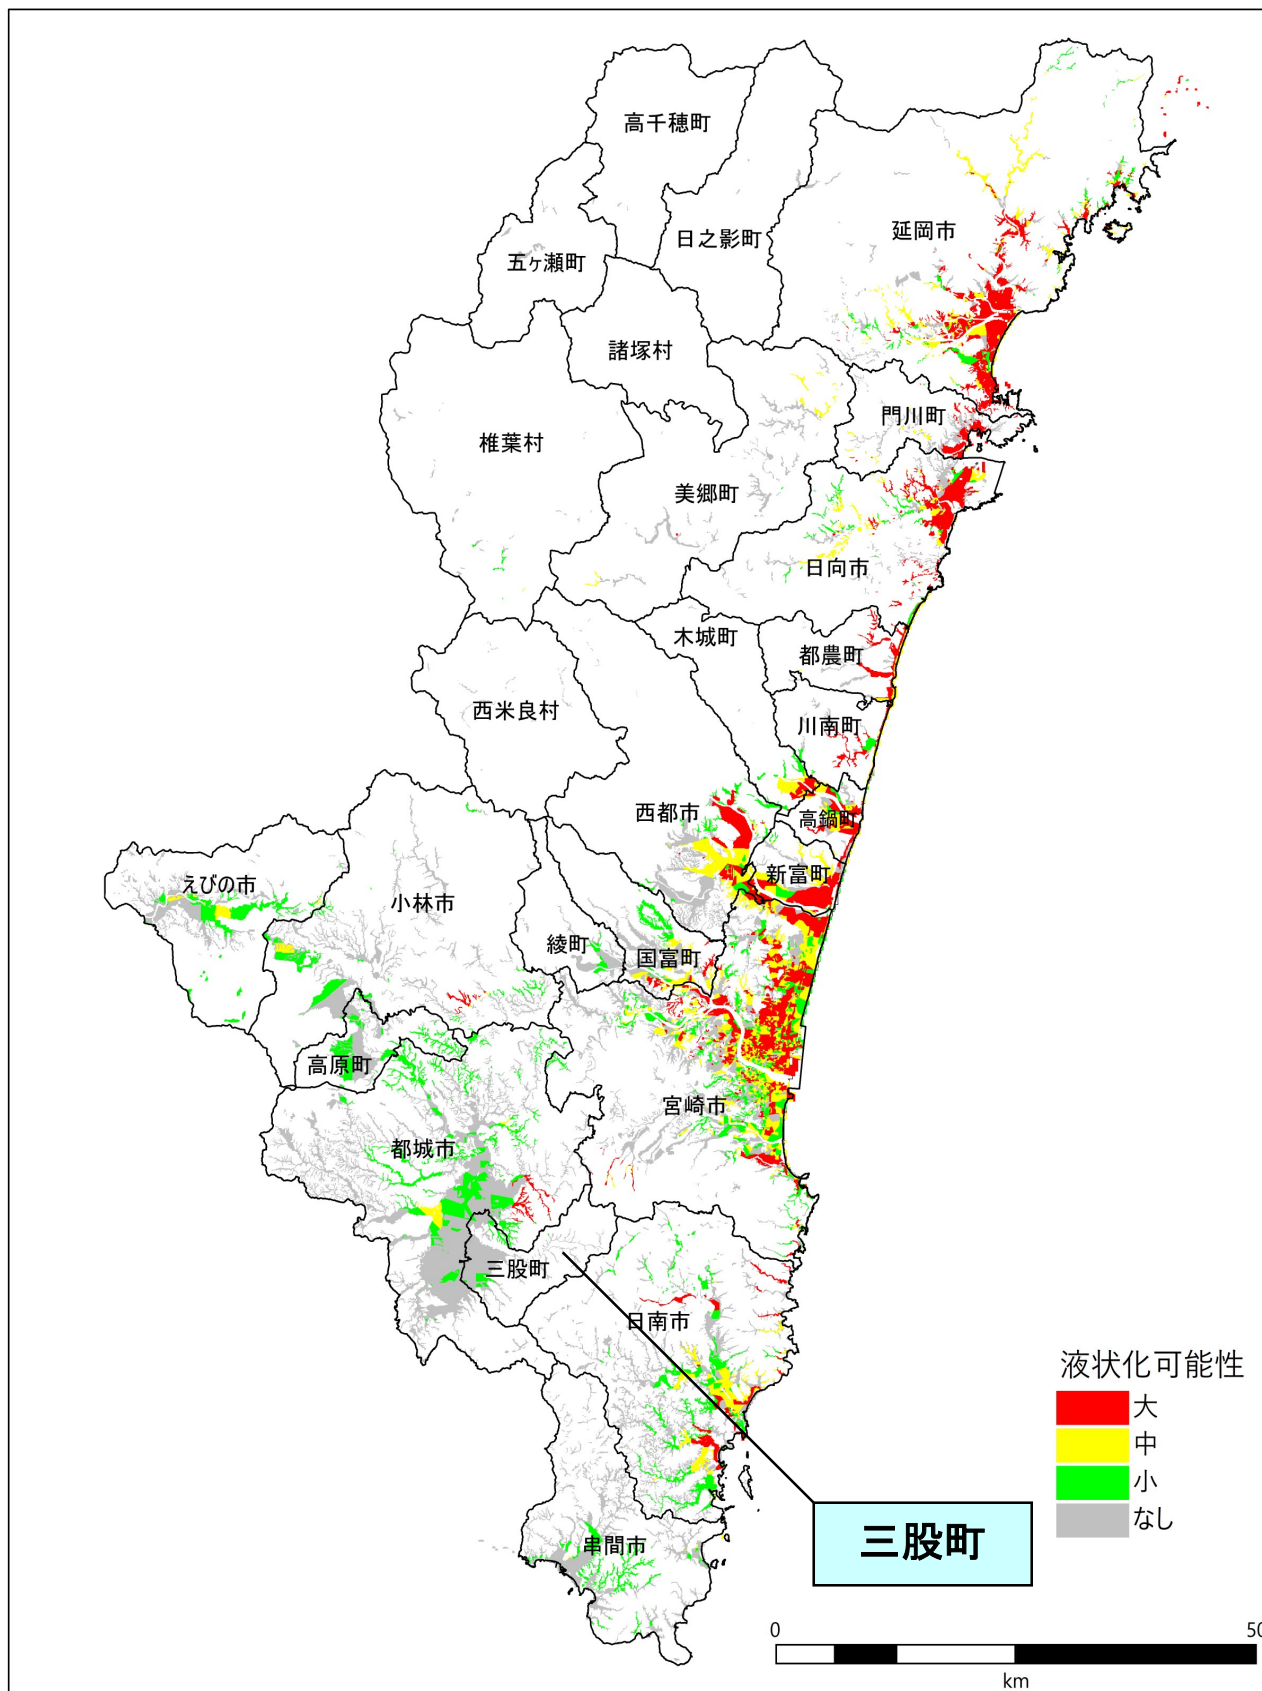 高千穂町
延岡市
日之影町
五ヶ瀬町
諸塚村
門川町
椎葉村
美郷町
日向市
木城町
都農町
西米良村
川南町
西都市
高鍋町
新富町
えびの市
小林市
綾町
国富町
高原町
宮崎市
都城市
三股町
日南市
串間市
液状化可能性
大
中
小
なし
三股町
0
50
km